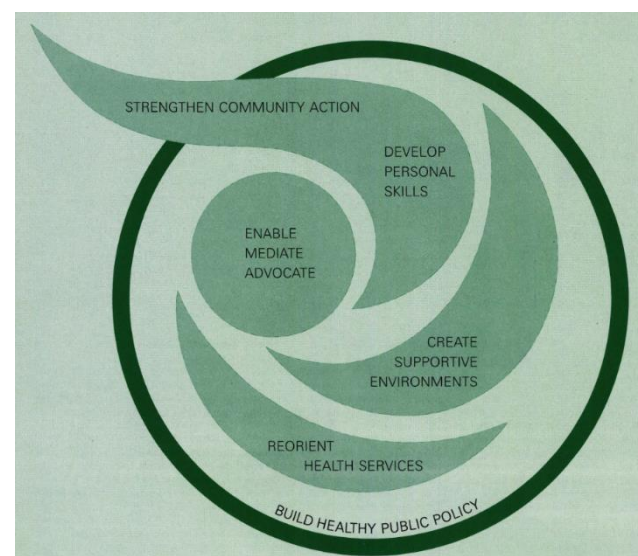 STRENGTHEN COMMUNITY ACTION
DEVELOP
PERSONAL
SKILLS
ENABLE
MEDIATE
ADVOCATE
CREATE
SUPPORTIVE
ENVIRONMENTS
REORIENT
HEALTH SERVICES
BUILD HEALTHY PUBLIC POLICY